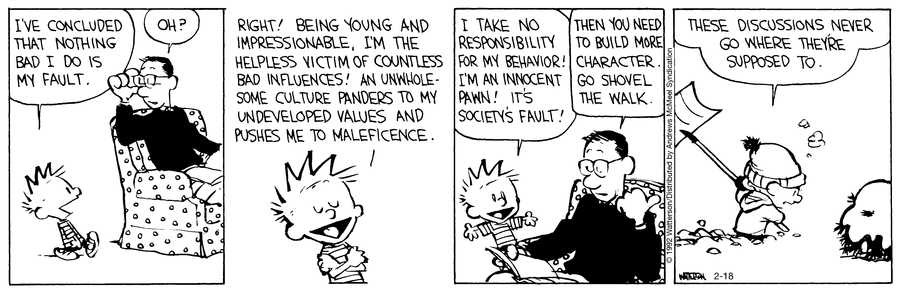 I'VE CONCLUDED
THAT NOTHING
BAD I DO IS
MY FAULT.
OH?
RIGHT! BEING YOUNG AND
IMPRESSIONABLE, I'M THE
HELPLESS VICTIM OF COUNTLESS
BAD INFLUENCES! AN UNWHOLE-
SOME CULTURE PANDERS TO MY
UNDEVELOPED VALUES AND
PUSHES ME TO MALEFICENCE.
I TAKE NO
RESPONSIBILITY
FOR MY BEHAVIOR!
I'M AN INNOCENT
PAWN! IT'S
SOCIETY'S FAULT!
THEN YOU NEED
TO BUILD MORE
CHARACTER.
GO SHOVEL
THE WALK.
© 1992 Watterson/Distributed by Andrews McMeel Syndication
THESE DISCUSSIONS NEVER
GO WHERE THEY'RE
SUPPOSED TO.
WATTERSON 2-18